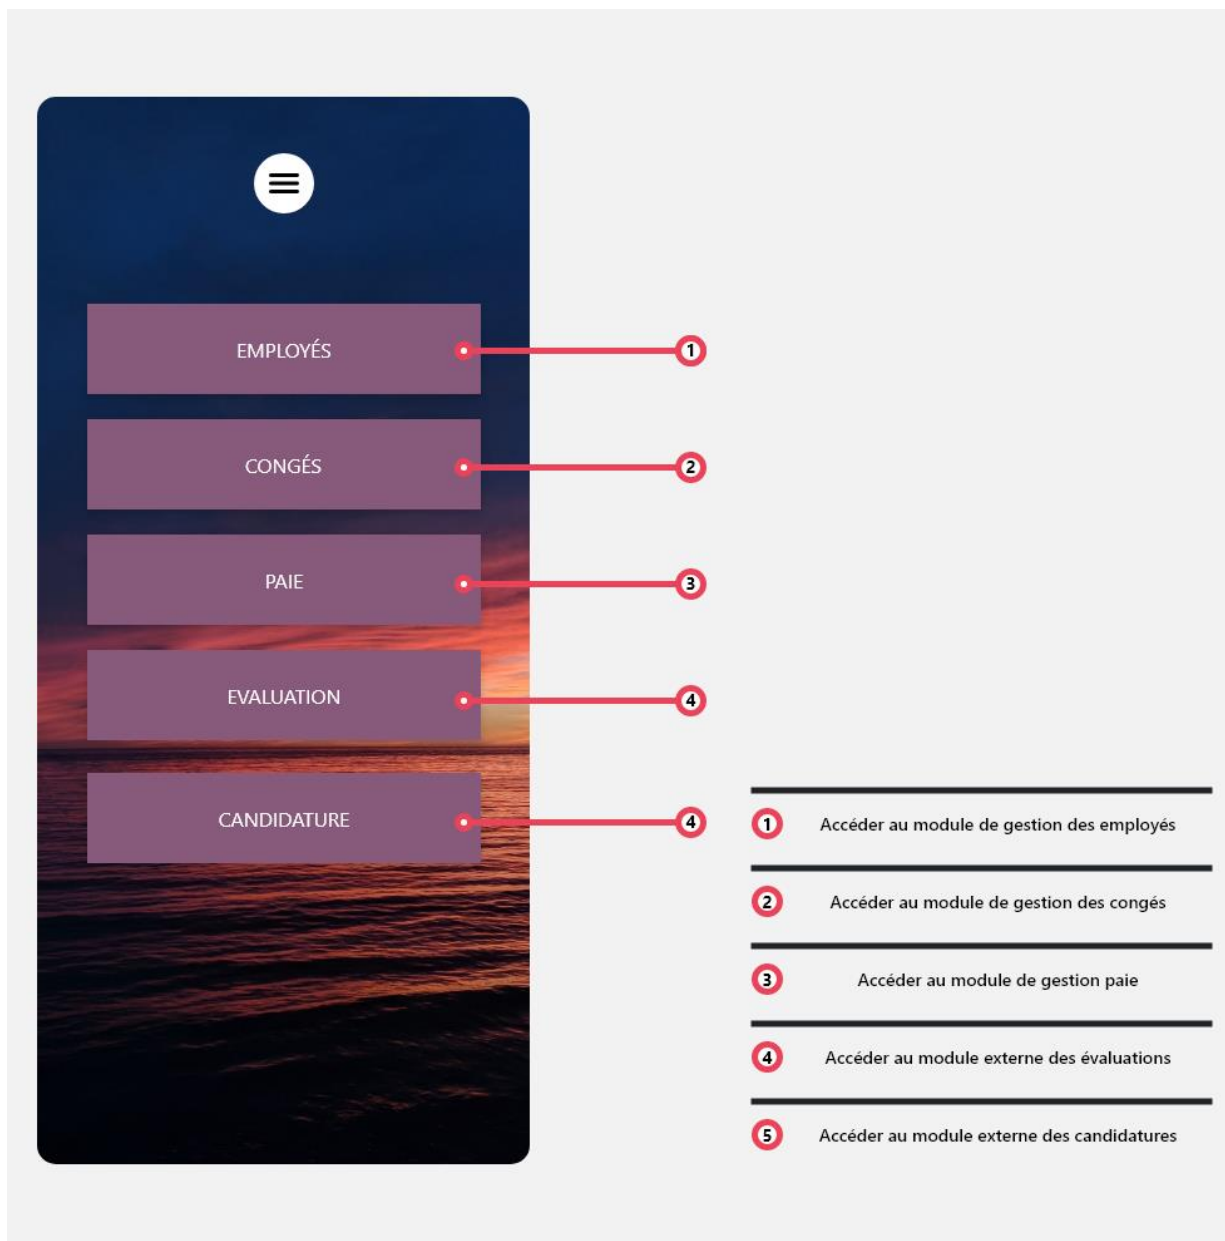 EMPLOYÉS
1
CONGÉS
2
PAIE
3
EVALUATION
4
CANDIDATURE
4
1 Accéder au module de gestion des employés
2 Accéder au module de gestion des congés
3 Accéder au module de gestion paie
4 Accéder au module externe des évaluations
5 Accéder au module externe des candidatures